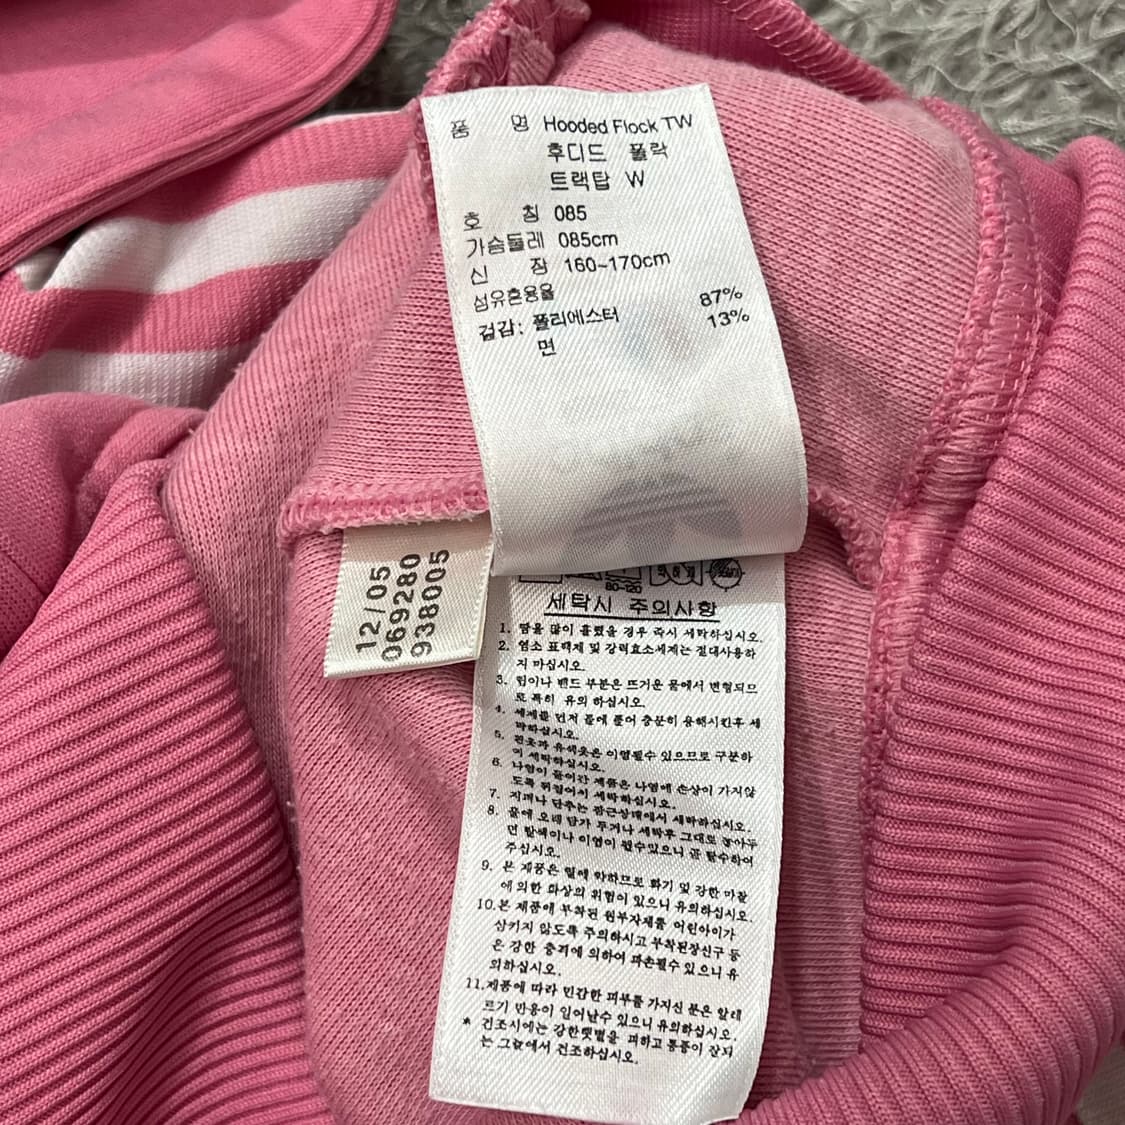 품 명 Hooded Flock TW
후디드 플락
트랙탑 W
호 칭 085
가슴둘레 085cm
신 장 160~170cm
섬유혼용율
겉감: 폴리에스터 87%
면 13%
12/05
069280
938005
80-120
세탁시 주의사항
1. 땀을 많이 흘렸을 경우 즉시 세탁하십시오.
2. 염소 표백제 및 강력효소세제는 절대사용하
지 마십시오.
3. 립이나 밴드 부분은 뜨거운 물에서 변형되므
로 특히 유의 하십시오.
4. 세제를 먼저 물에 풀어 충분히 용해시킨후 세
탁하십시오.
5. 흰옷과 유색옷은 이염될수 있으므로 구분하
여 세탁하십시오.
6. 나염이 들어간 제품은 나염에 손상이 가지않
도록 뒤집어서 세탁하십시오.
7. 지퍼나 단추는 잠근상태에서 세탁하십시오.
8. 물에 오래 담가 두거나 세탁후 그대로 놓아두
면 탈색이나 이염이 될수있으니 곧 탈수하여
주십시오.
9. 본 제품은 열에 약하므로 화기 및 강한 마찰
에 의한 화상의 위험이 있으니 유의하십시오.
10.본 제품에 부착된 원부자재를 어린아이가
삼키지 않도록 주의하시고 부착된장신구 등
은 강한 충격에 의하여 파손될수 있으니 유
의하십시오.
11.제품에 따라 민감한 피부를 가지신 분은 알레
르기 반응이 일어날수 있으니 유의하십시오.
* 건조시에는 강한햇볕을 피하고 통풍이 잘되
는 그늘에서 건조하십시오.